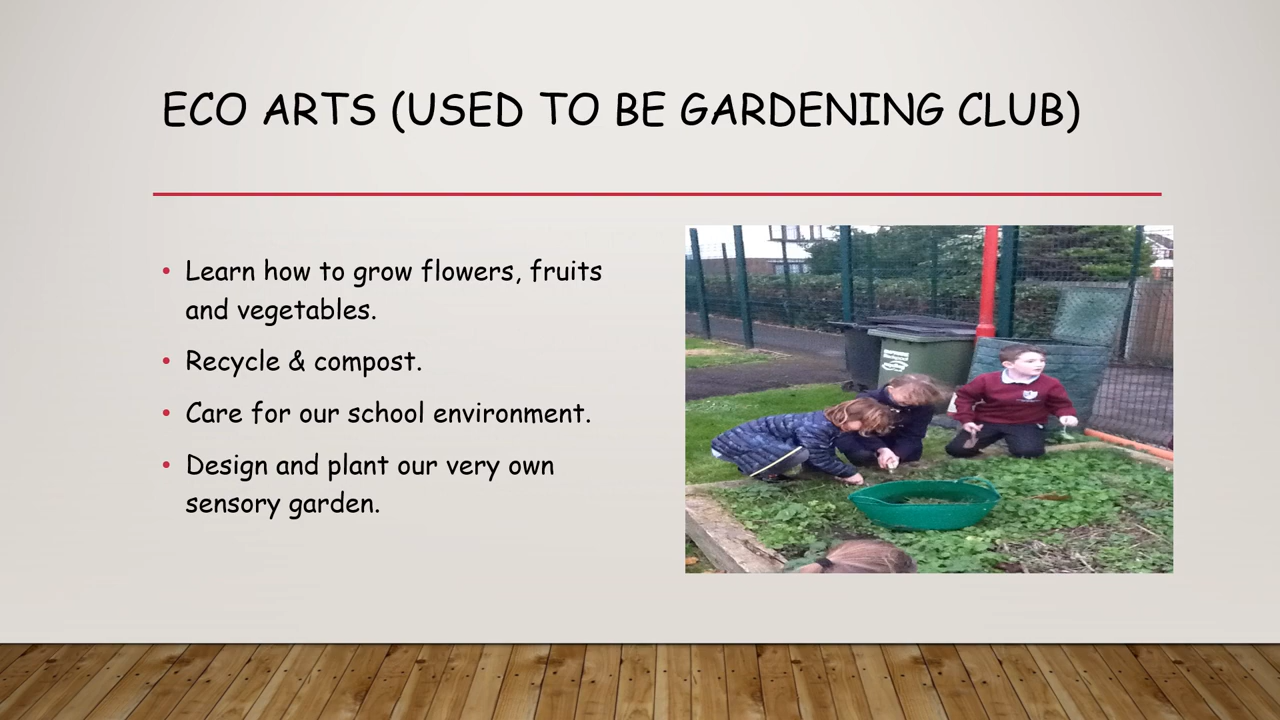 ECO ARTS (USED TO BE GARDENING CLUB)
• Learn how to grow flowers, fruits
and vegetables.
• Recycle & compost.
• Care for our school environment.
• Design and plant our very own
sensory garden.